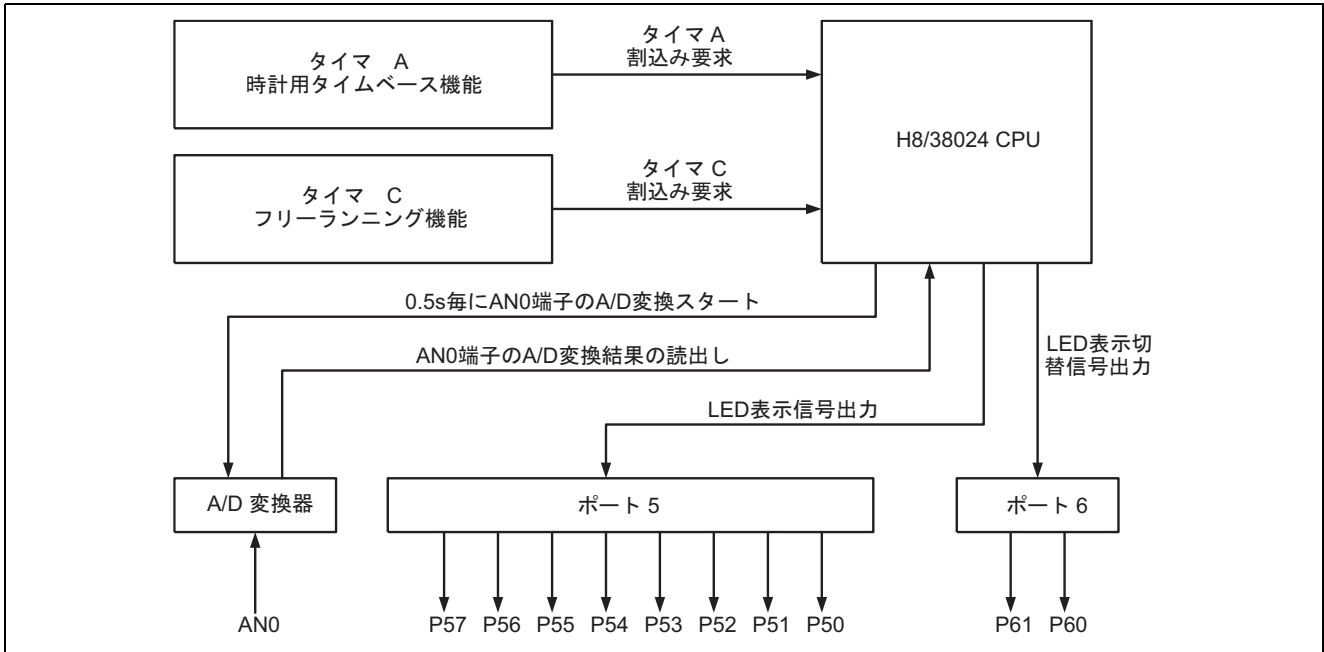 タイマ　A
時計用タイムベース機能
タイマ A
割込み要求
H8/38024 CPU
タイマ　C
フリーランニング機能
タイマ C
割込み要求
0.5s毎にAN0端子のA/D変換スタート
AN0端子のA/D変換結果の読出し
LED表示切
替信号出力
LED表示信号出力
A/D 変換器
ポート 5
ポート 6
AN0
P57 P56 P55 P54 P53 P52 P51 P50
P61 P60